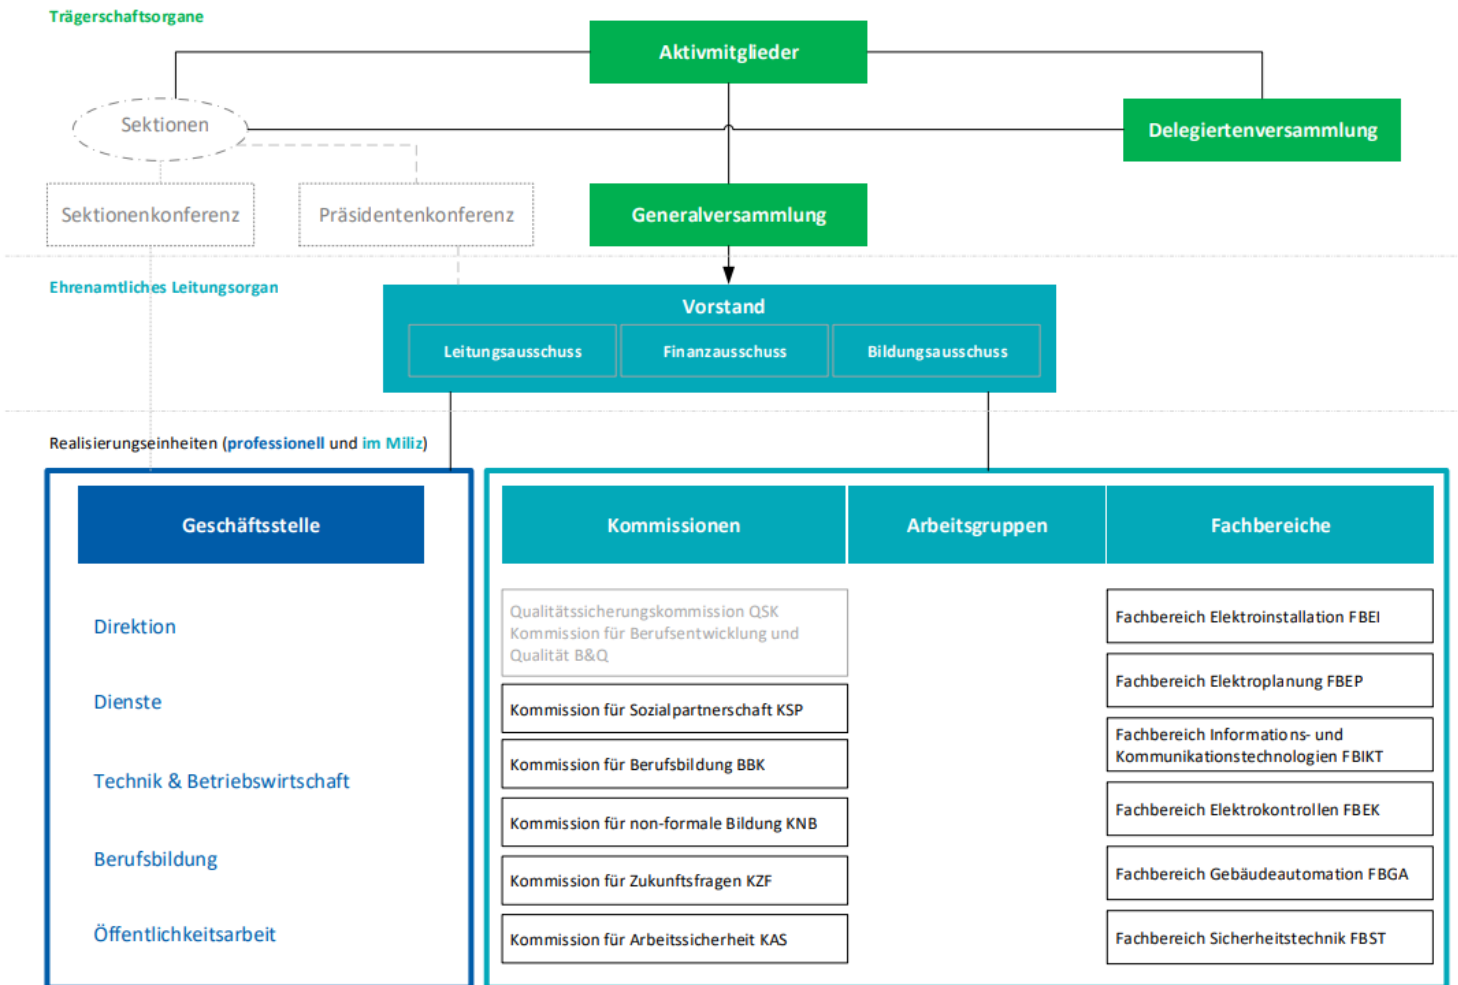 Trägerschaftsorgane
Aktivmitglieder
Sektionen
Delegiertenversammlung
Sektionenkonferenz
Präsidentenkonferenz
Generalversammlung
Ehrenamtliches Leitungsorgan
Vorstand
Leitungsausschuss
Finanzausschuss
Bildungsausschuss
Realisierungseinheiten (professionell und im Miliz)
Geschäftsstelle
Direktion
Dienste
Technik & Betriebswirtschaft
Berufsbildung
Öffentlichkeitsarbeit
Kommissionen
Qualitätssicherungskommission QSK
Kommission für Berufsentwicklung und
Qualität B&Q
Kommission für Sozialpartnerschaft KSP
Kommission für Berufsbildung BBK
Kommission für non-formale Bildung KNB
Kommission für Zukunftsfragen KZF
Kommission für Arbeitssicherheit KAS
Arbeitsgruppen
Fachbereiche
Fachbereich Elektroinstallation FBEI
Fachbereich Elektroplanung FBEP
Fachbereich Informations- und
Kommunikationstechnologien FBIKT
Fachbereich Elektrokontrollen FBEK
Fachbereich Gebäudeautomation FBGA
Fachbereich Sicherheitstechnik FBST